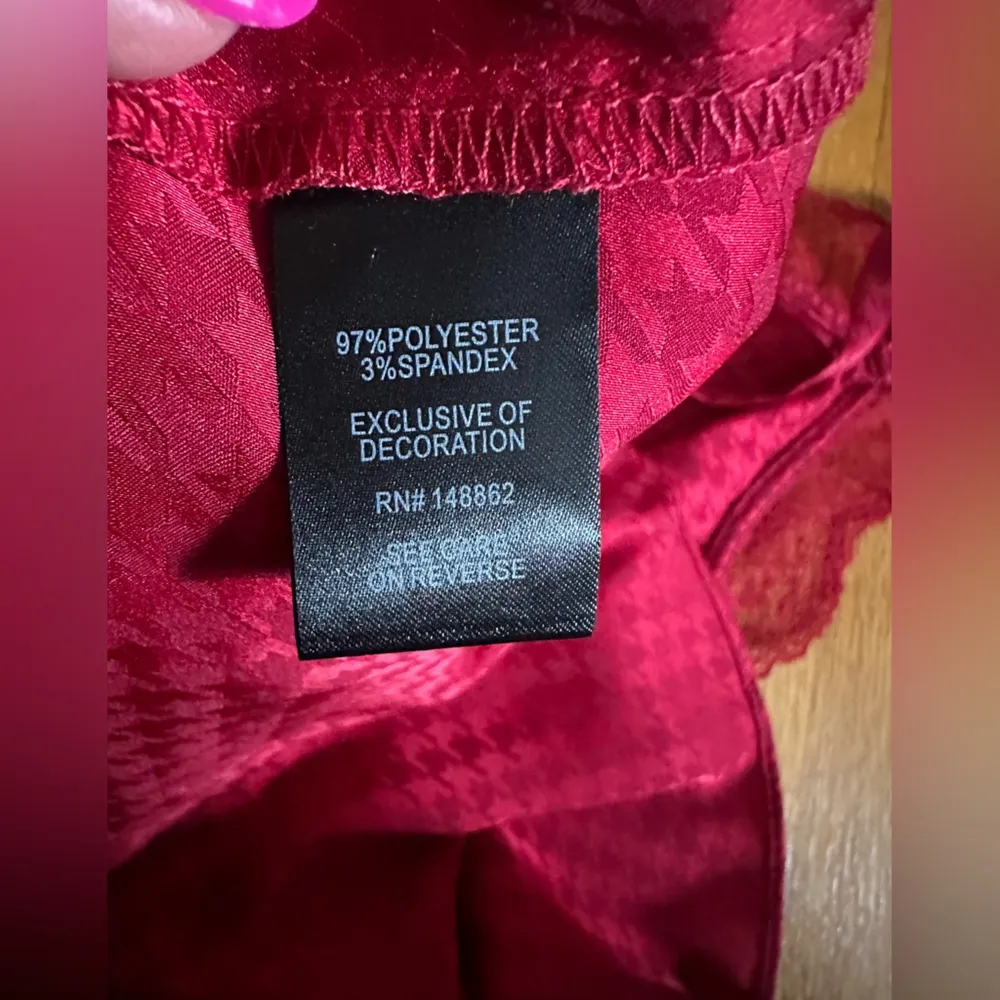 97%POLYESTER
3%SPANDEX
EXCLUSIVE OF
DECORATION
RN# 148862
SEE CARE
ON REVERSE